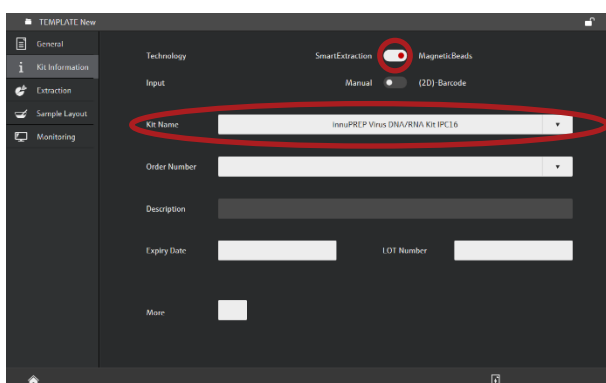 TEMPLATE New
General
Kit Information
Extraction
Sample Layout
Monitoring
Technology SmartExtraction MagneticBeads
Input Manual (2D)-Barcode
Kit Name innuPREP Virus DNA/RNA Kit IPC16
Order Number
Description
Expiry Date LOT Number
More